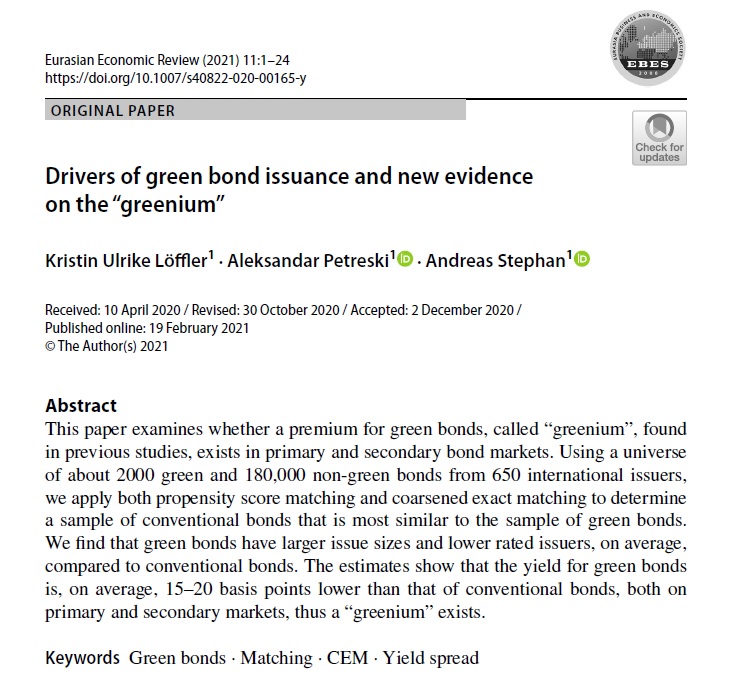 Eurasian Economic Review (2021) 11:1–24
https://doi.org/10.1007/s40822-020-00165-y
EURASIA BUSINESS AND ECONOMICS SOCIETY
EBES
2008
ORIGINAL PAPER
Check for
updates
Drivers of green bond issuance and new evidence
on the “greenium”
Kristin Ulrike Löffler¹ · Aleksandar Petreski¹ iD · Andreas Stephan¹ iD
Received: 10 April 2020 / Revised: 30 October 2020 / Accepted: 2 December 2020 /
Published online: 19 February 2021
© The Author(s) 2021
Abstract
This paper examines whether a premium for green bonds, called “greenium”, found
in previous studies, exists in primary and secondary bond markets. Using a universe
of about 2000 green and 180,000 non-green bonds from 650 international issuers,
we apply both propensity score matching and coarsened exact matching to determine
a sample of conventional bonds that is most similar to the sample of green bonds.
We find that green bonds have larger issue sizes and lower rated issuers, on average,
compared to conventional bonds. The estimates show that the yield for green bonds
is, on average, 15–20 basis points lower than that of conventional bonds, both on
primary and secondary markets, thus a “greenium” exists.
Keywords Green bonds · Matching · CEM · Yield spread